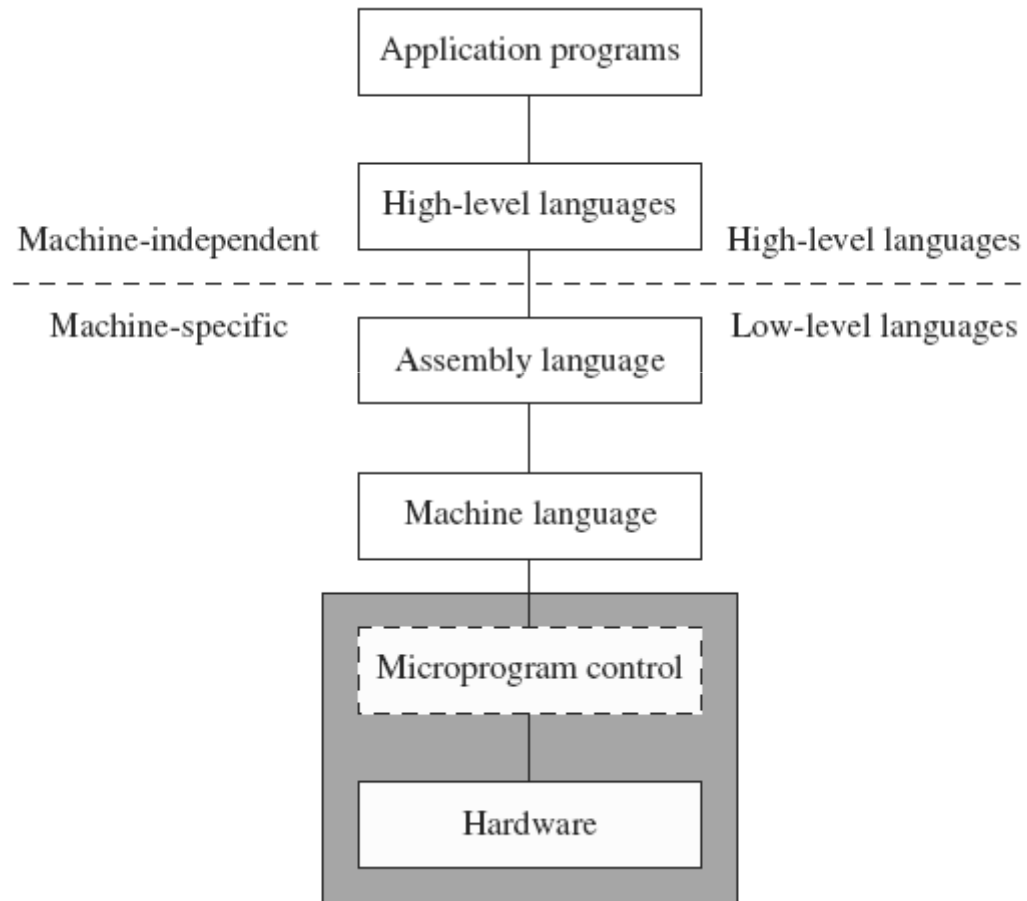 Application programs
High-level languages
Machine-independent
High-level languages
Machine-specific
Low-level languages
Assembly language
Machine language
Microprogram control
Hardware